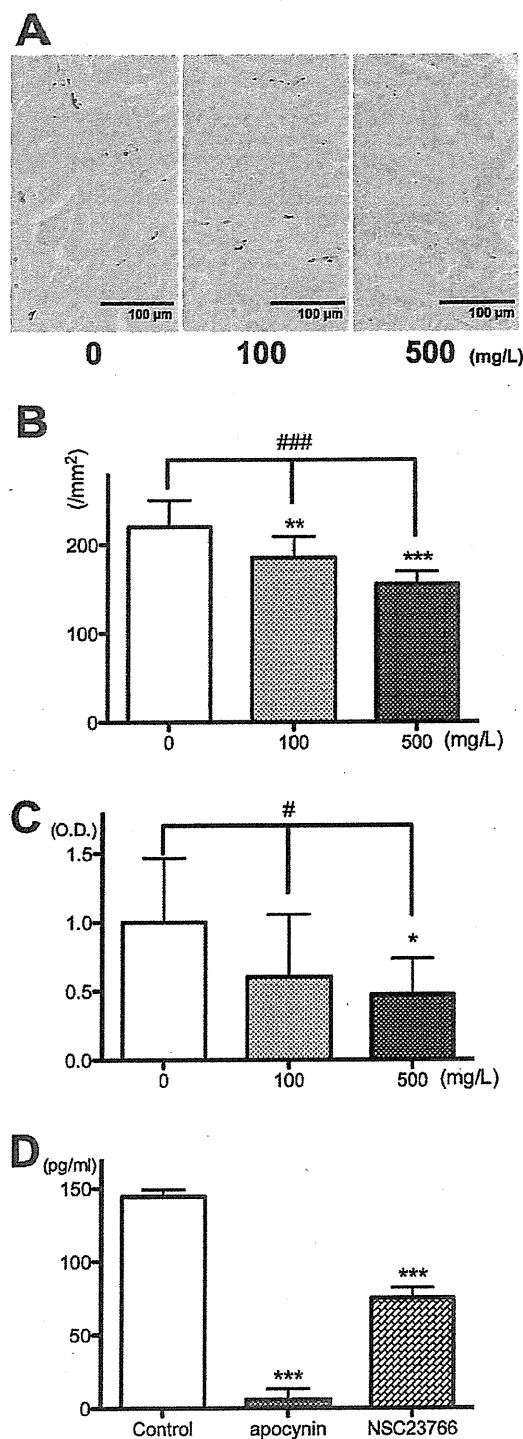 A
100 µm 100 µm 100 µm
0 100 500 (mg/L)
B
(/mm²)
###
**
***
200
100
0
0 100 500 (mg/L)
C (O.D.)
#
*
1.5
1.0
0.5
0.0
0 100 500 (mg/L)
D (pg/ml)
150
100
50
0
***
***
Control apocynin NSC23766